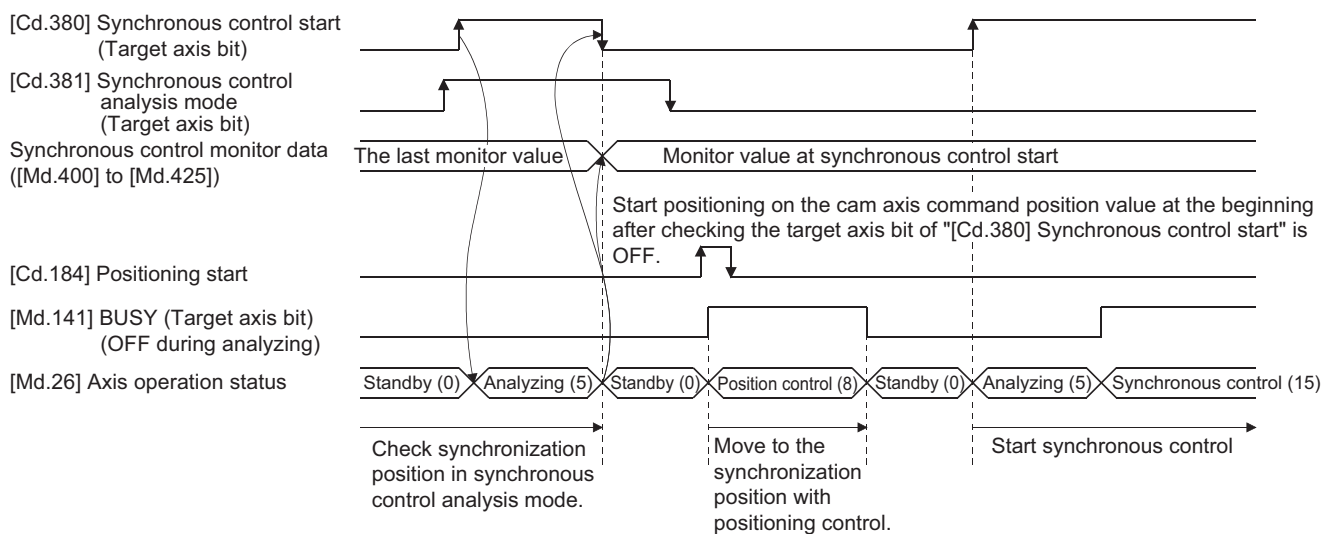 [Cd.380] Synchronous control start
(Target axis bit)
[Cd.381] Synchronous control
analysis mode
(Target axis bit)
Synchronous control monitor data
([Md.400] to [Md.425])
The last monitor value
Monitor value at synchronous control start
Start positioning on the cam axis command position value at the beginning
after checking the target axis bit of "[Cd.380] Synchronous control start" is
OFF.
[Cd.184] Positioning start
[Md.141] BUSY (Target axis bit)
(OFF during analyzing)
[Md.26] Axis operation status
Standby (0)
Analyzing (5)
Standby (0)
Position control (8)
Standby (0)
Analyzing (5)
Synchronous control (15)
Check synchronization
position in synchronous
control analysis mode.
Move to the
synchronization
position with
positioning control.
Start synchronous control